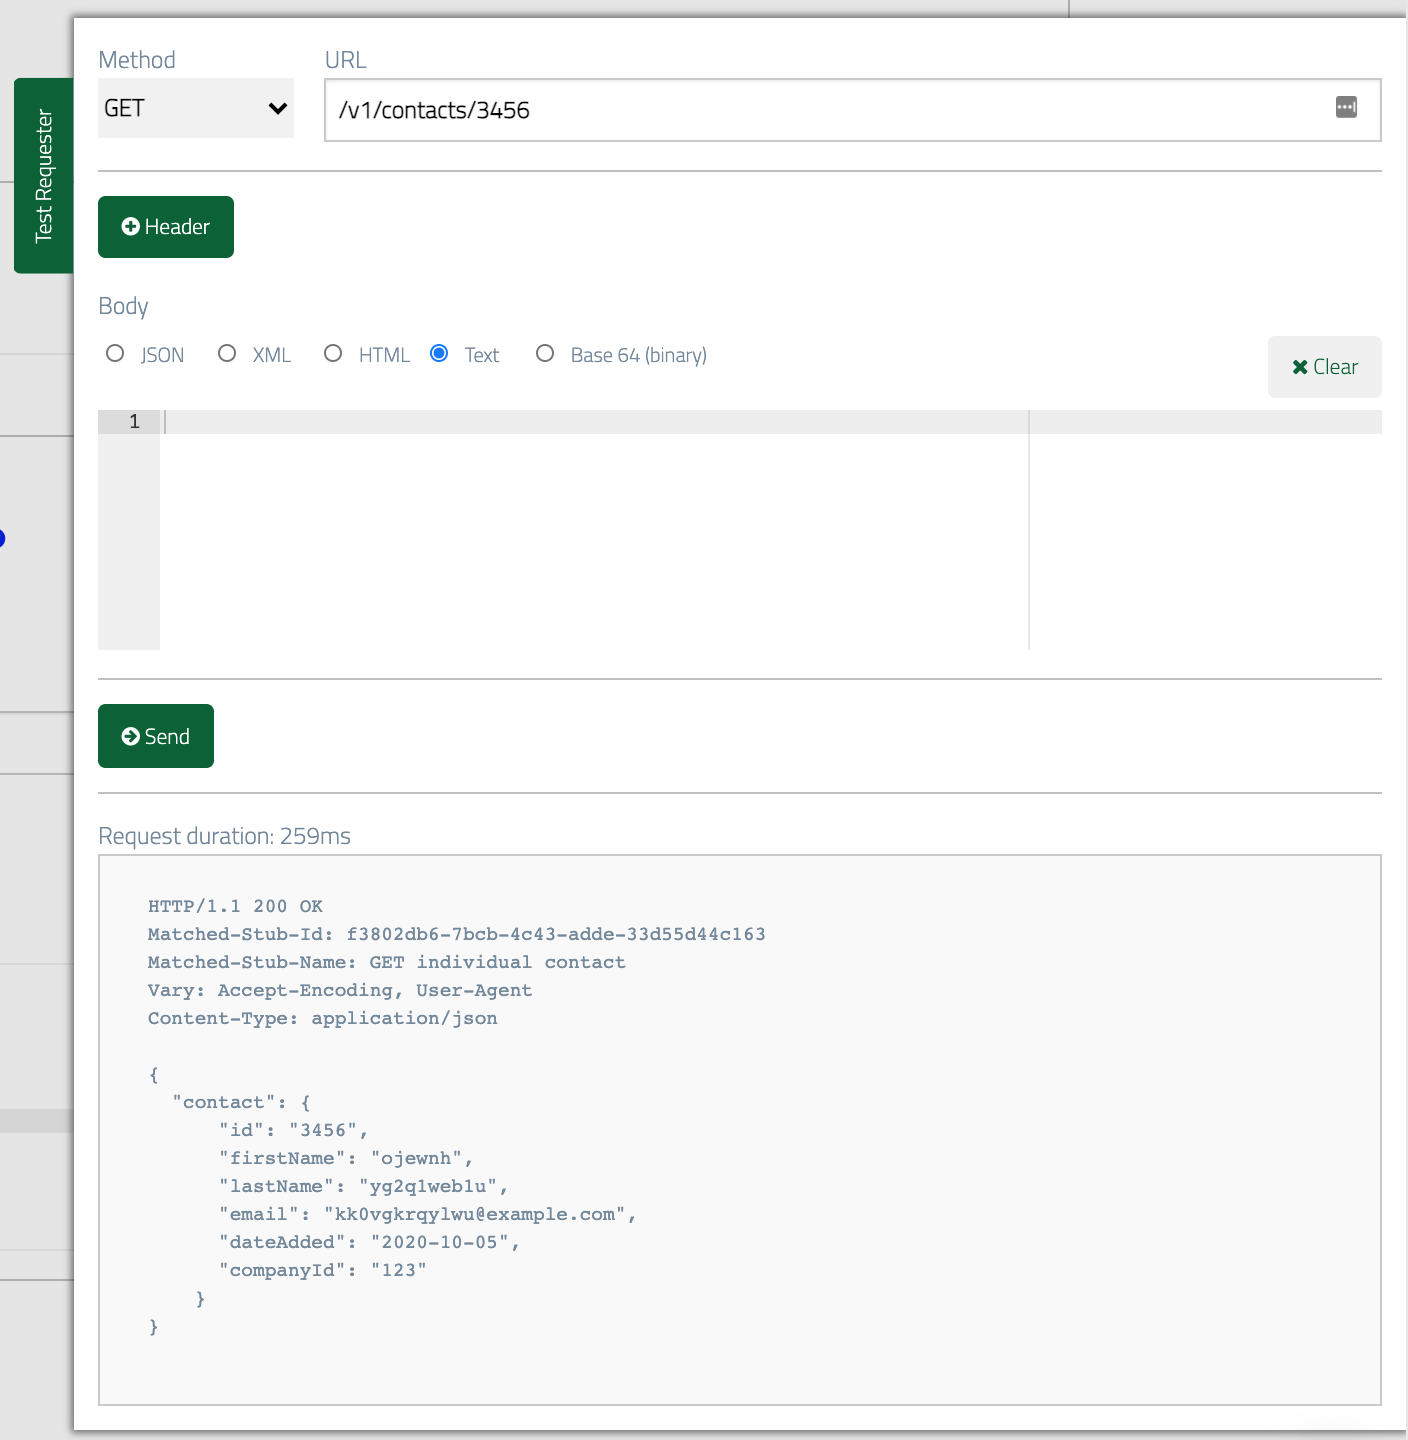 Method
URL
GET
/v1/contacts/3456
Test Requester
Header
Body
JSON
XML
HTML
Text
Base 64 (binary)
Clear
1
Send
Request duration: 259ms
HTTP/1.1 200 OK
Matched-Stub-Id: f3802db6-7bcb-4c43-adde-33d55d44c163
Matched-Stub-Name: GET individual contact
Vary: Accept-Encoding, User-Agent
Content-Type: application/json
{
"contact": {
"id": "3456",
"firstName": "ojewnh",
"lastName": "yg2q1web1u",
"email": "kk0vgkrqylwu@example.com",
"dateAdded": "2020-10-05",
"companyId": "123"
}
}